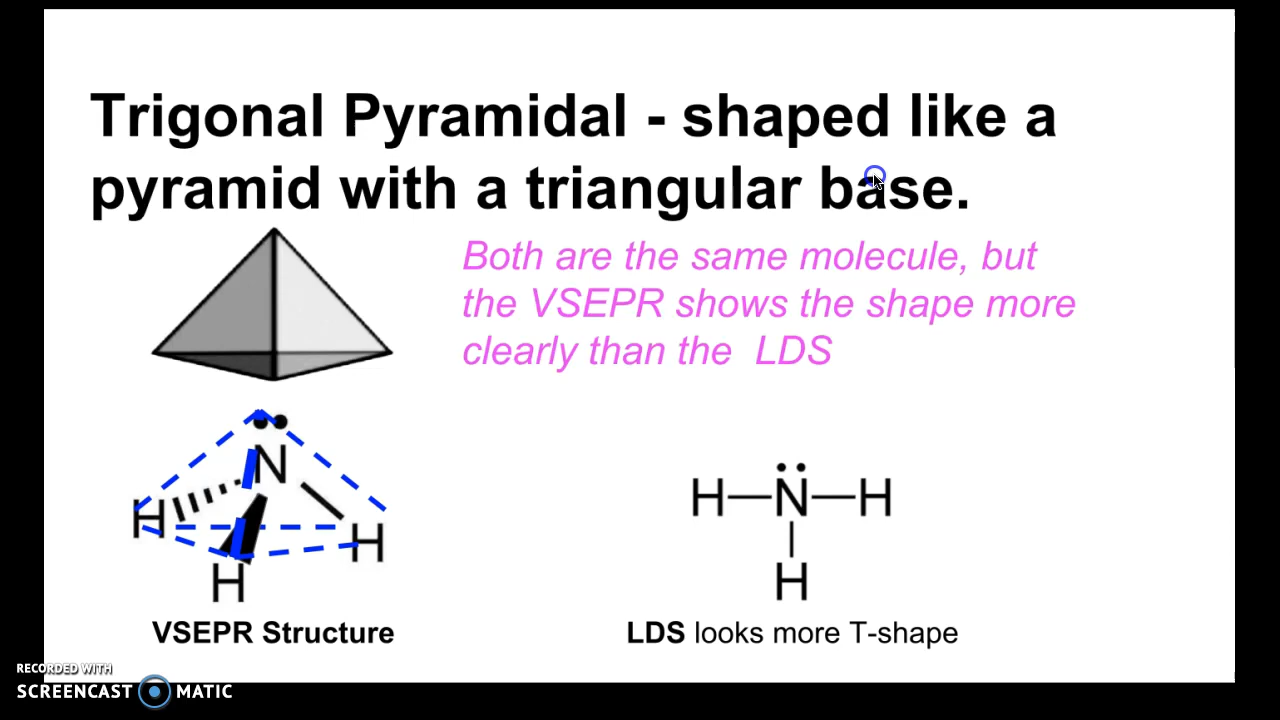 Trigonal Pyramidal - shaped like a
pyramid with a triangular base.
Both are the same molecule, but
the VSEPR shows the shape more
clearly than the LDS
N
H
H
H
VSEPR Structure
H—N—H
H
LDS looks more T-shape
RECORDED WITH
SCREENCAST MATIC